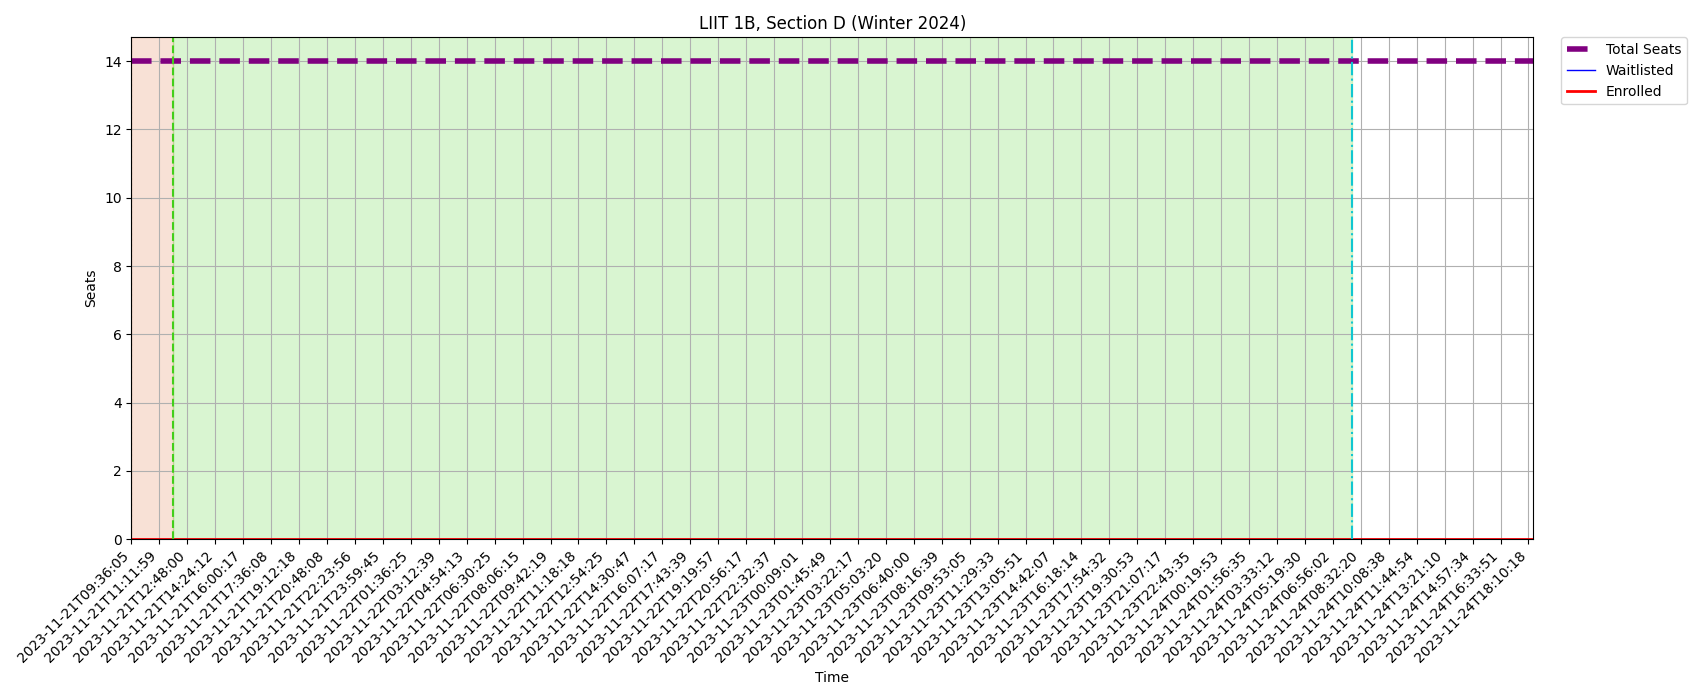 LIIT 1B, Section D (Winter 2024)
Total Seats
Waitlisted
Enrolled
Seats
14
12
10
8
6
4
2
0
2023-11-21T09:36:05
2023-11-21T11:11:59
2023-11-21T12:48:00
2023-11-21T14:24:12
2023-11-21T16:00:17
2023-11-21T17:36:08
2023-11-21T19:12:18
2023-11-21T20:48:08
2023-11-21T22:23:56
2023-11-21T23:59:45
2023-11-22T01:36:25
2023-11-22T03:12:39
2023-11-22T04:54:13
2023-11-22T06:30:25
2023-11-22T08:06:15
2023-11-22T09:42:19
2023-11-22T11:18:18
2023-11-22T12:54:25
2023-11-22T14:30:47
2023-11-22T16:07:17
2023-11-22T17:43:39
2023-11-22T19:19:57
2023-11-22T20:56:17
2023-11-22T22:32:37
2023-11-23T00:09:01
2023-11-23T01:45:49
2023-11-23T03:22:17
2023-11-23T05:03:20
2023-11-23T06:40:00
2023-11-23T08:16:39
2023-11-23T09:53:05
2023-11-23T11:29:33
2023-11-23T13:05:51
2023-11-23T14:42:07
2023-11-23T16:18:14
2023-11-23T17:54:32
2023-11-23T19:30:53
2023-11-23T21:07:17
2023-11-23T22:43:35
2023-11-24T00:19:53
2023-11-24T01:56:35
2023-11-24T03:33:12
2023-11-24T05:19:30
2023-11-24T06:56:02
2023-11-24T08:32:20
2023-11-24T10:08:38
2023-11-24T11:44:54
2023-11-24T13:21:10
2023-11-24T14:57:34
2023-11-24T16:33:51
2023-11-24T18:10:18
Time